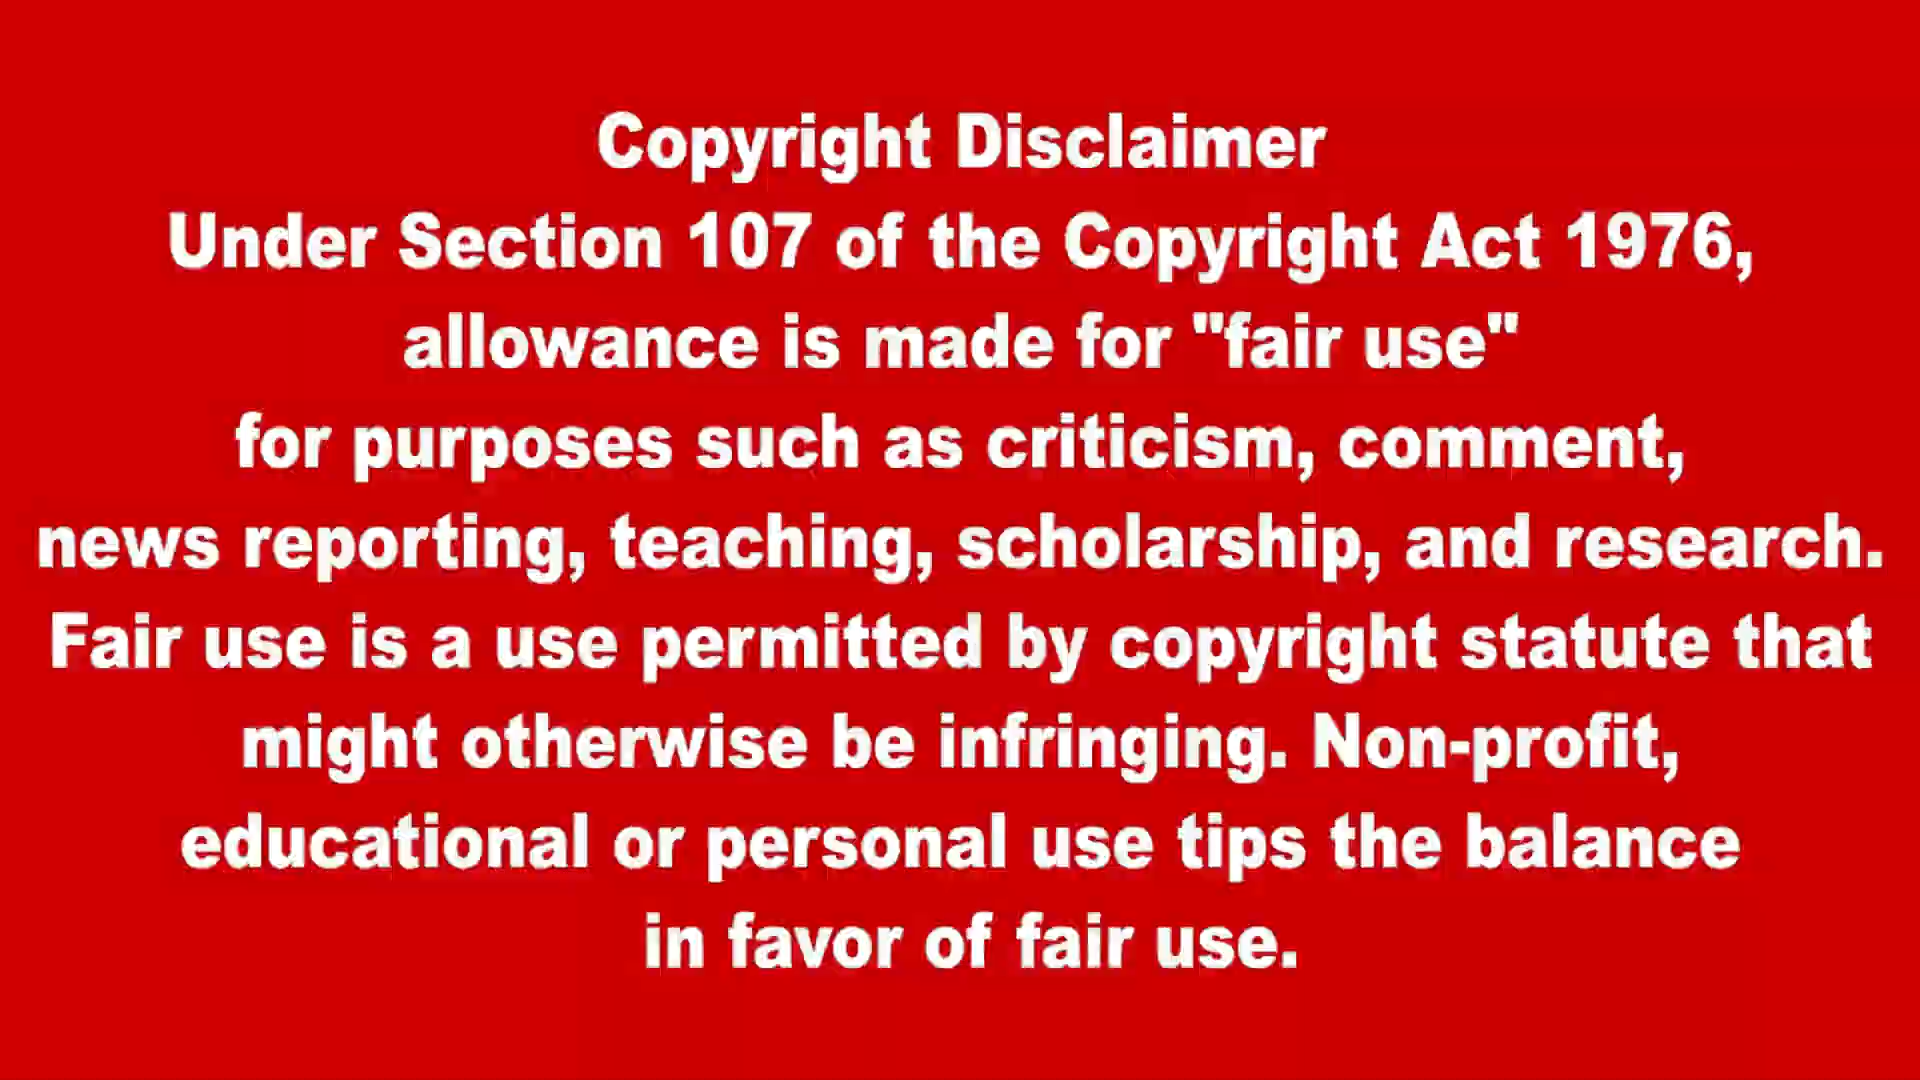 Copyright Disclaimer
Under Section 107 of the Copyright Act 1976,
allowance is made for "fair use"
for purposes such as criticism, comment,
news reporting, teaching, scholarship, and research.
Fair use is a use permitted by copyright statute that
might otherwise be infringing. Non-profit,
educational or personal use tips the balance
in favor of fair use.